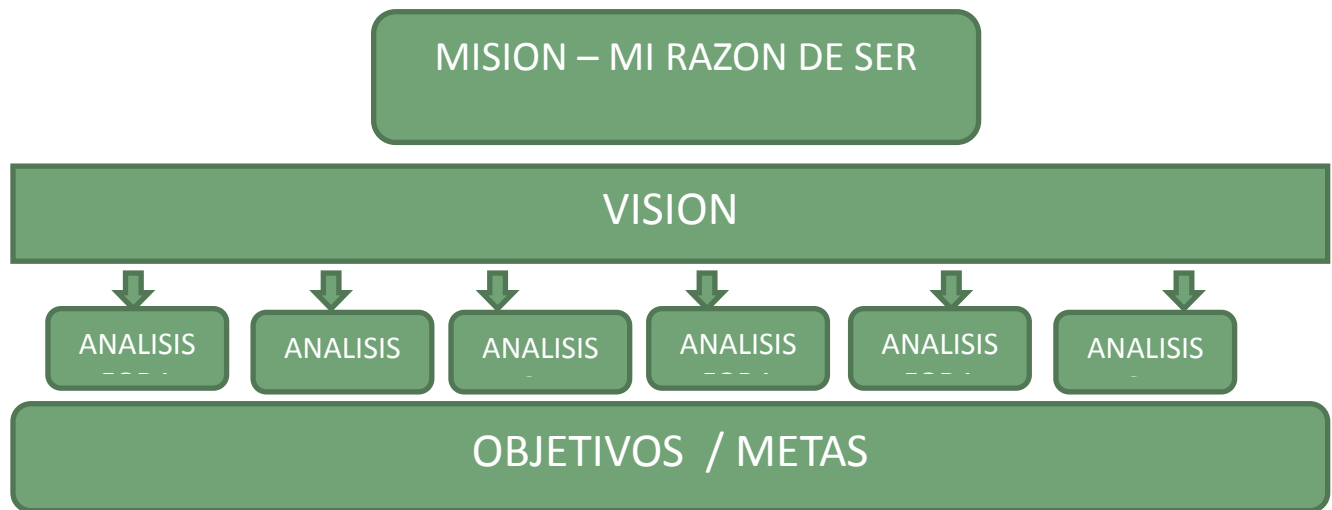 MISION – MI RAZON DE SER
VISION
ANALISIS
ANALISIS
ANALISIS
ANALISIS
ANALISIS
ANALISIS
OBJETIVOS / METAS